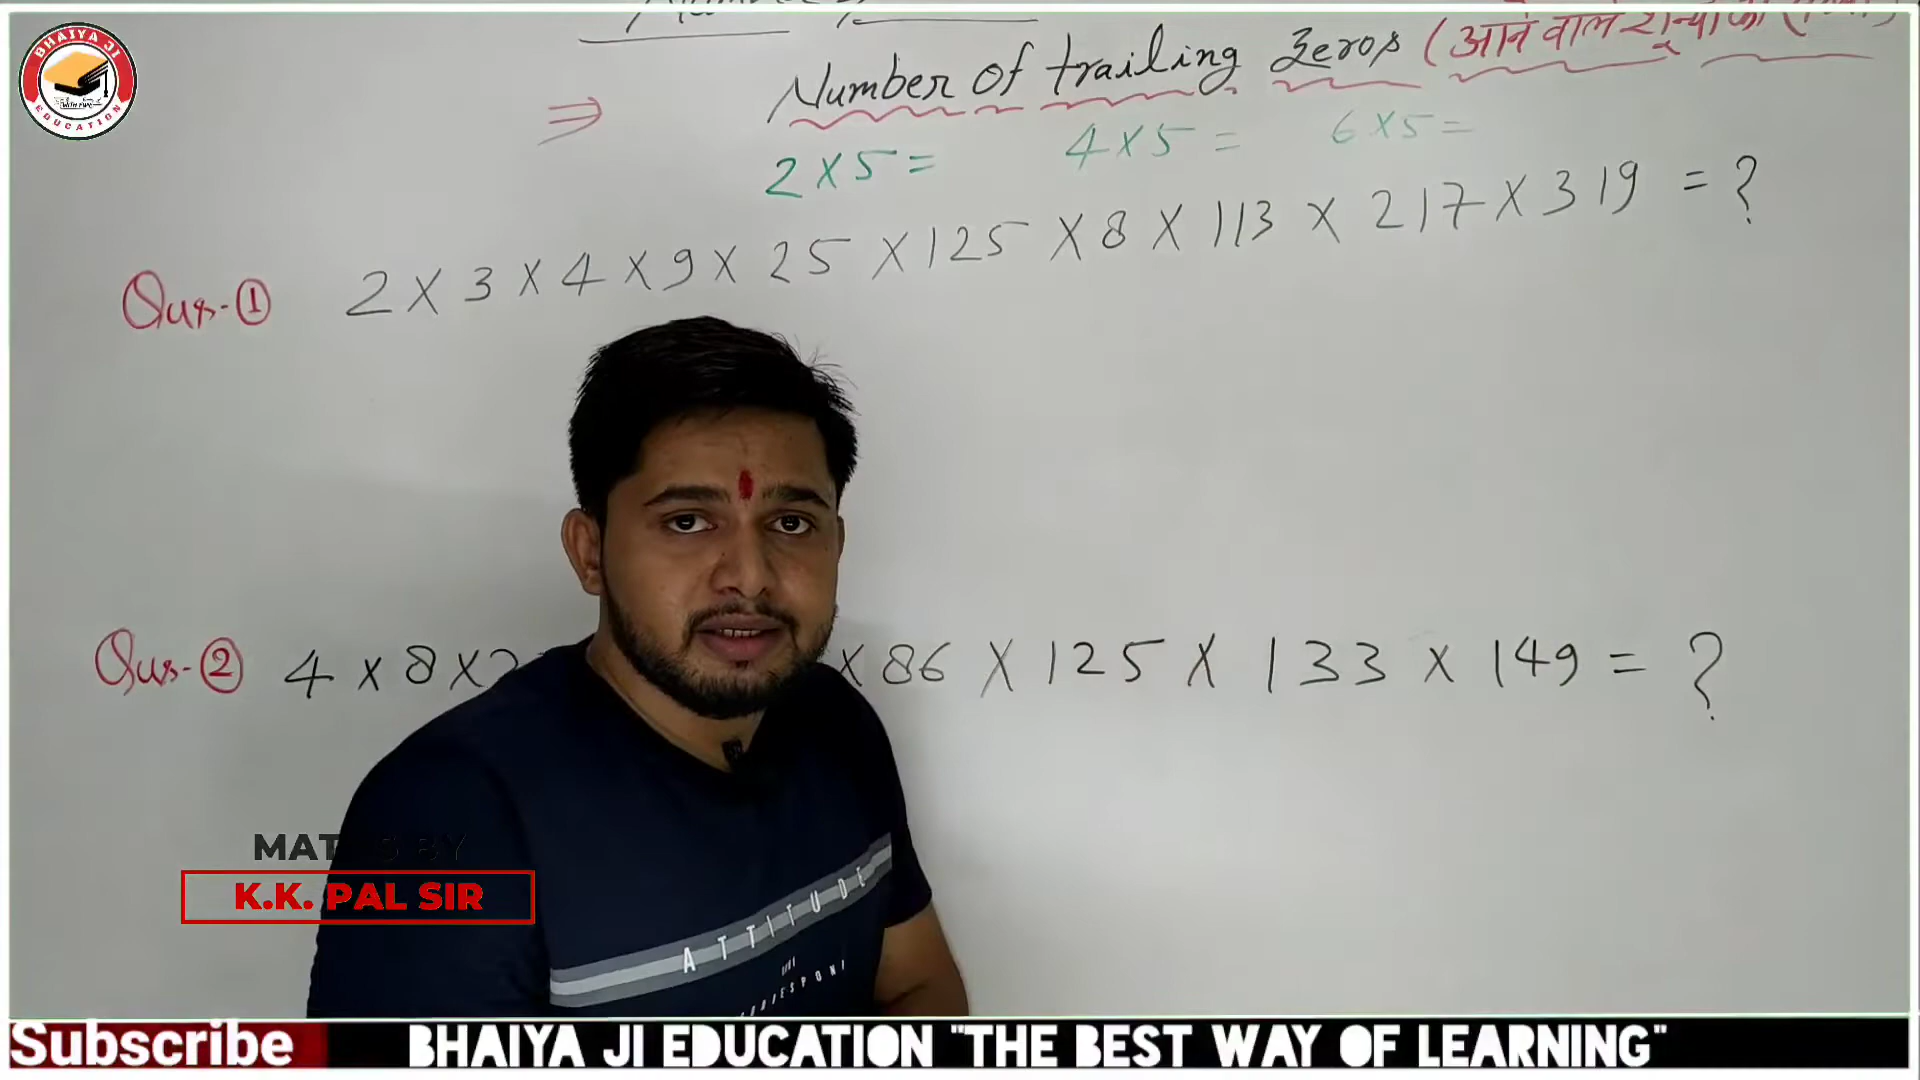 BHAIYA JI
EDUCATION
⇒ Number of trailing Zeros (आने वाले शून्यों की
2 X 5 = 4 X 5 = 6 X 5 =
Qus-① 2 X 3 X 4 X 9 X 25 X 125 X 8 X 113 X 217 X 319 = ?
Qus-② 4 X 8 X 2 X 86 X 125 X 133 X 149 = ?
K.K. PAL SIR
ATTITUDE
Subscribe BHAIYA JI EDUCATION "THE BEST WAY OF LEARNING"